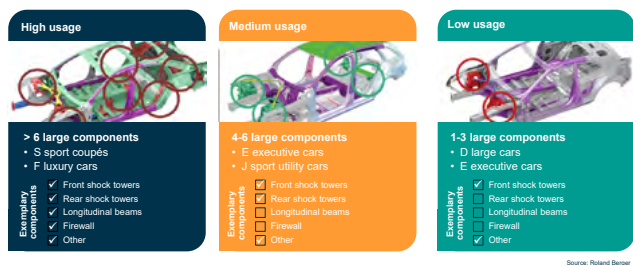 High usage
> 6 large components
• S sport coupés
• F luxury cars
Exemplary components
Front shock towers
Rear shock towers
Longitudinal beams
Firewall
Other
Medium usage
4-6 large components
• E executive cars
• J sport utility cars
Exemplary components
Front shock towers
Rear shock towers
Longitudinal beams
Firewall
Other
Low usage
1-3 large components
• D large cars
• E executive cars
Exemplary components
Front shock towers
Rear shock towers
Longitudinal beams
Firewall
Other
Source: Roland Berger